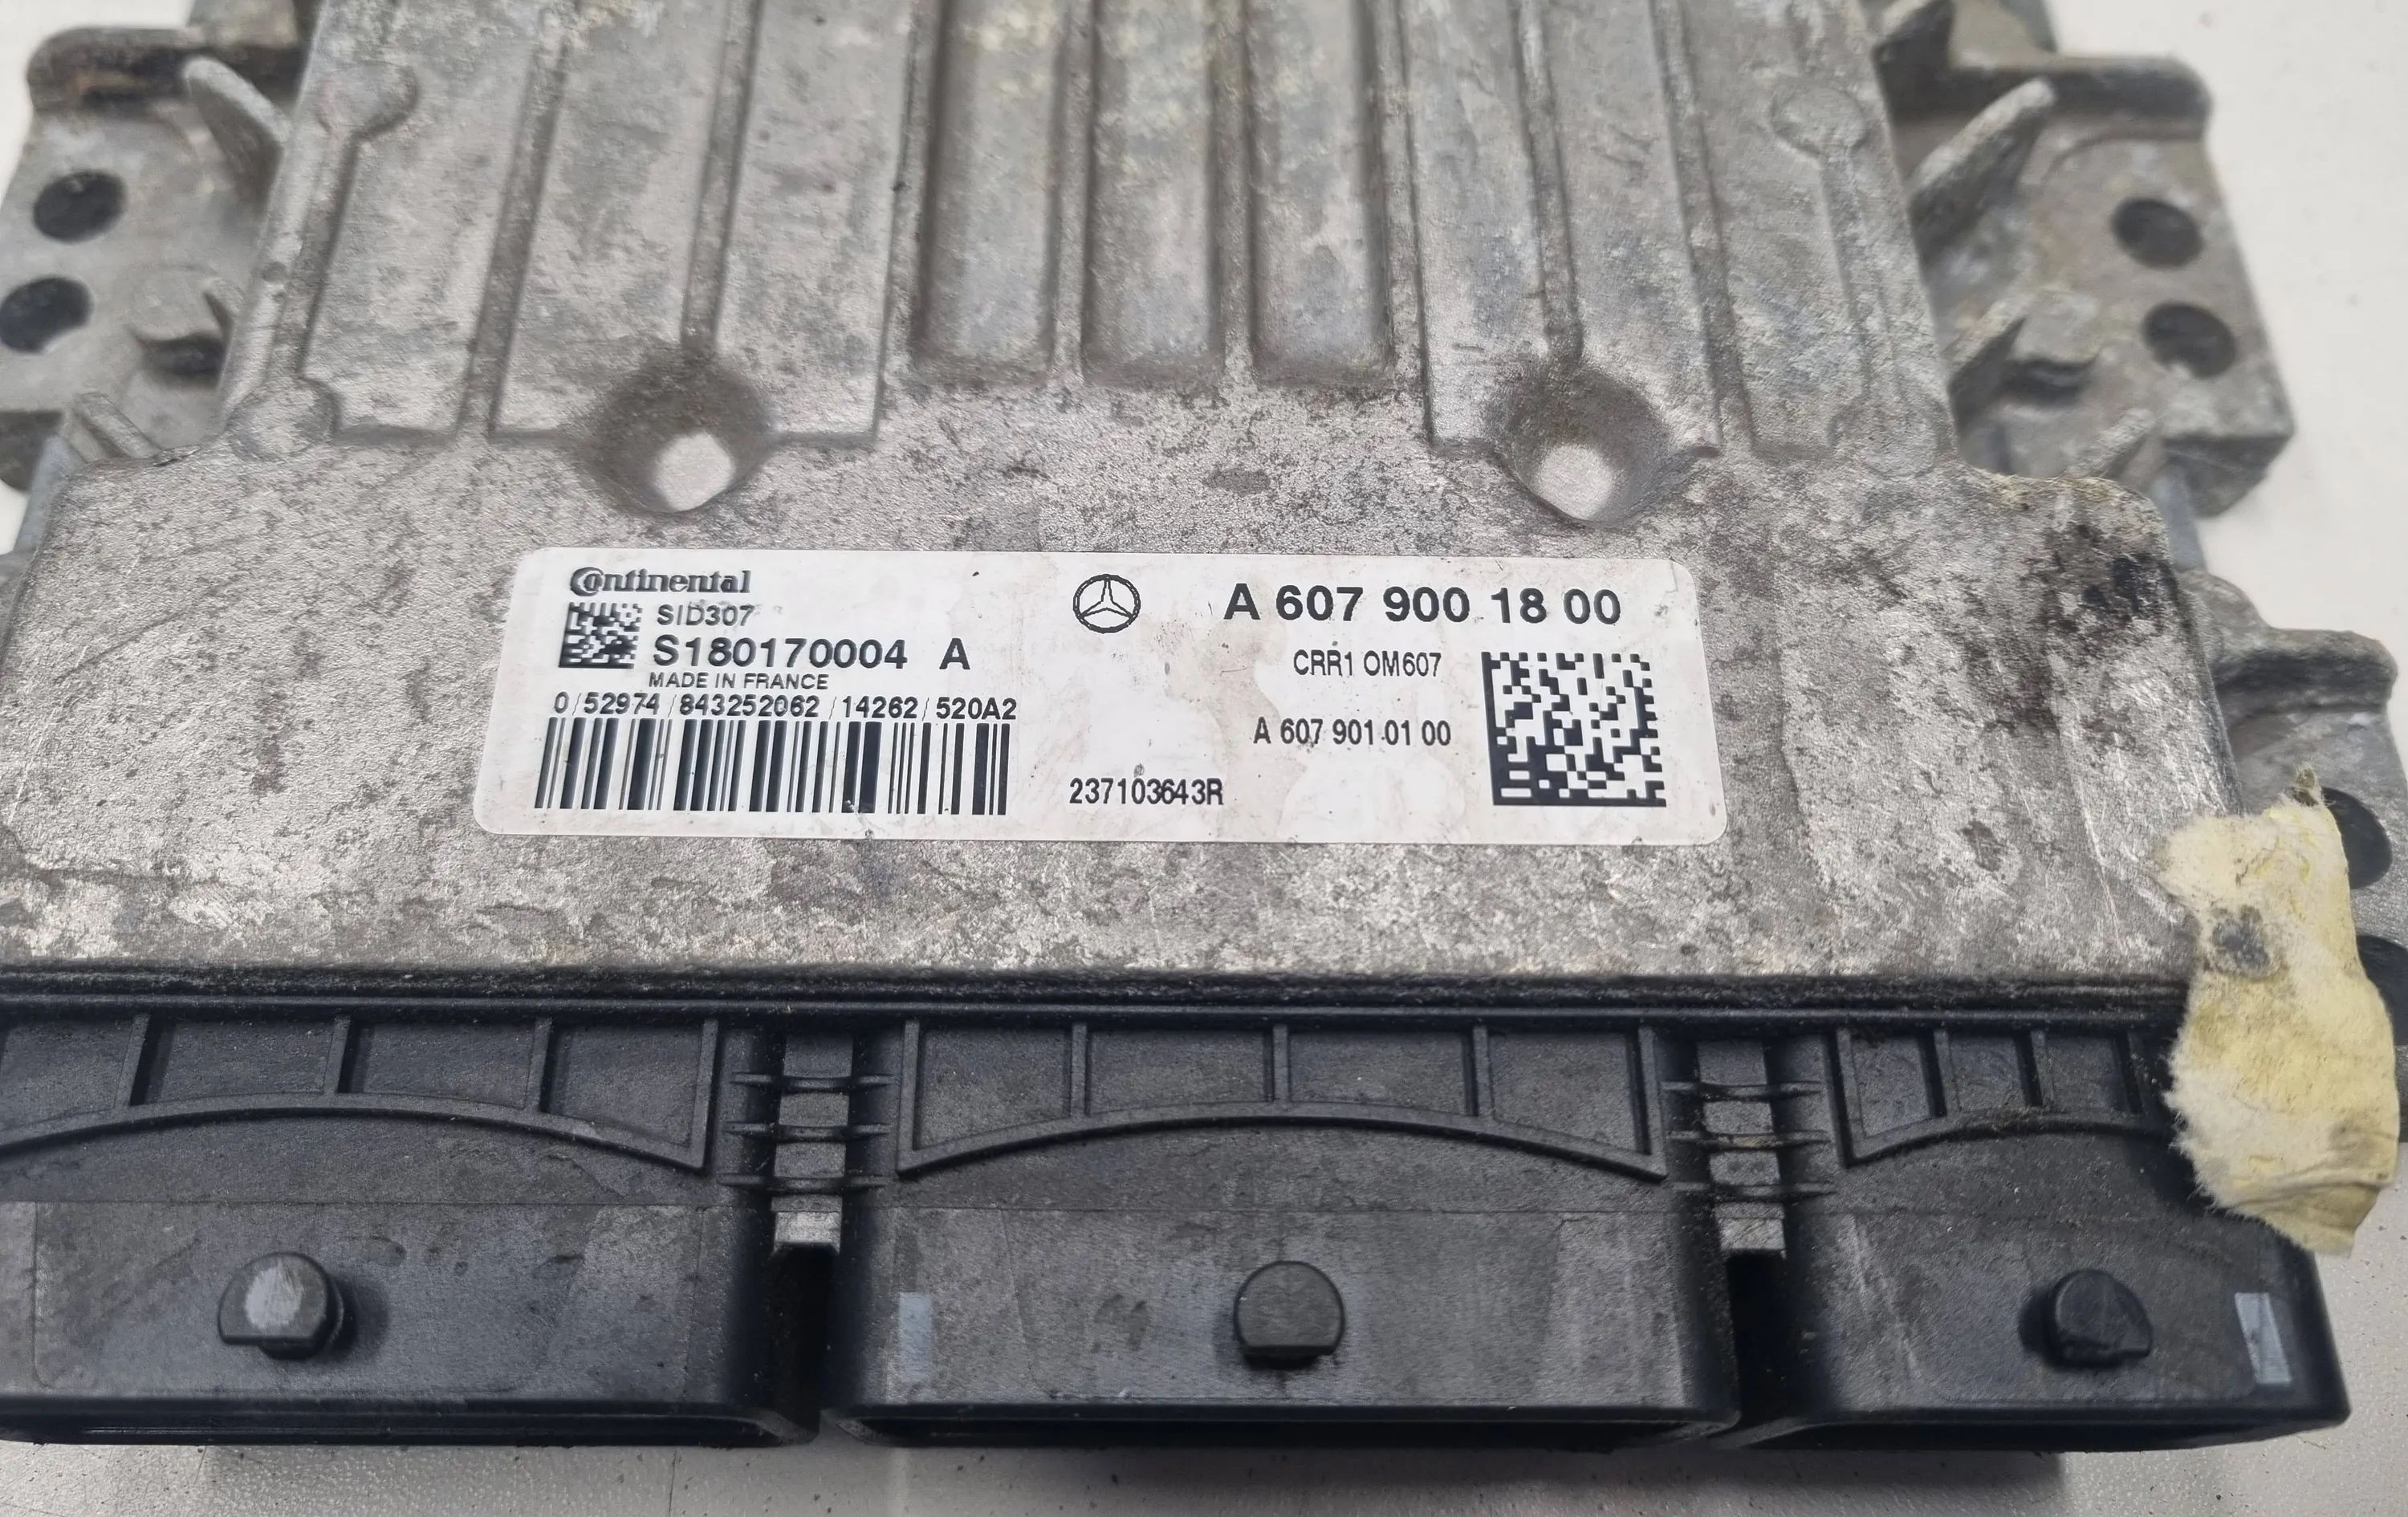 Continental
SID307
S180170004 A
MADE IN FRANCE
0/52974/843252062/14262/520A2
A 607 900 18 00
CRR1 OM607
A 607 901 01 00
237103643R